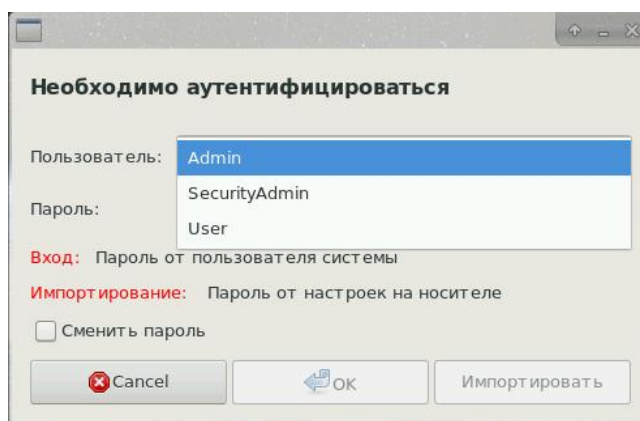 Необходимо аутентифицироваться
Пользователь:
Admin
SecurityAdmin
Пароль:
User
Вход: Пароль от пользователя системы
Импортирование: Пароль от настроек на носителе
Сменить пароль
Cancel
OK
Импортировать